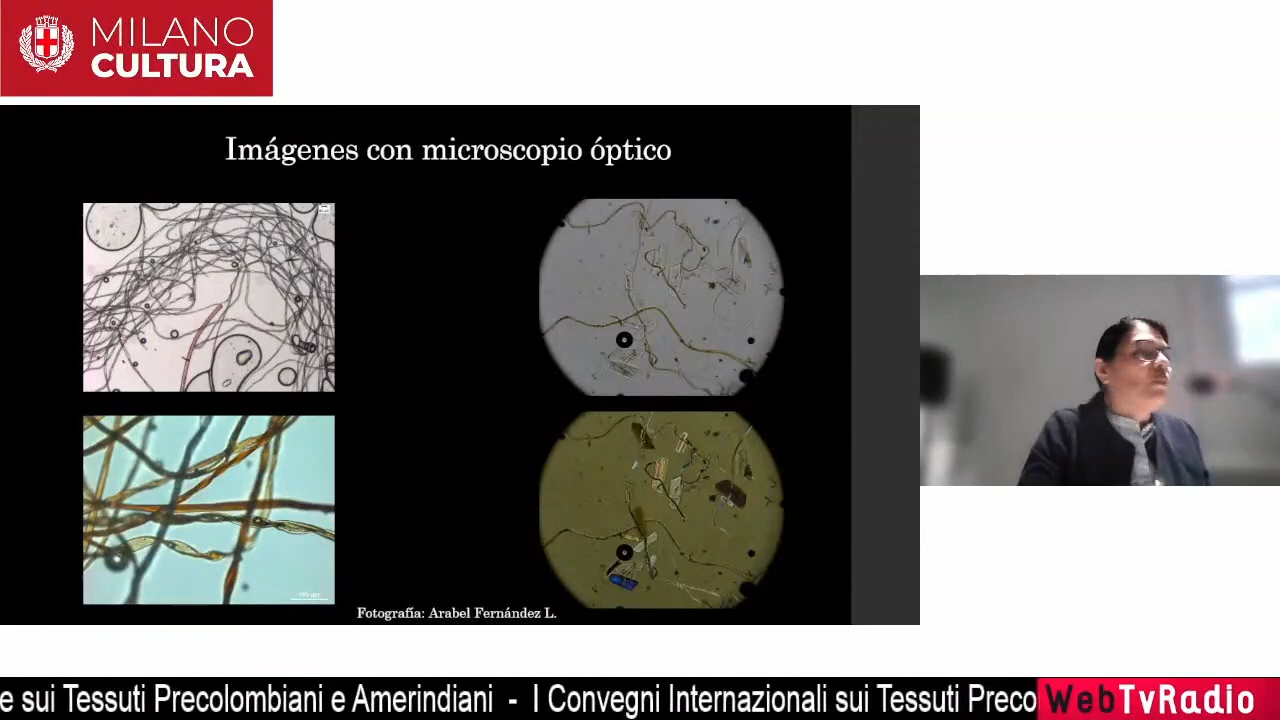 MILANO
CULTURA
Imágenes con microscopio óptico
Fotografía: Arabel Fernández L.
e sui Tessuti Precolombiani e Amerindiani - I Convegni Internazionali sui Tessuti Preco
WebTvRadio